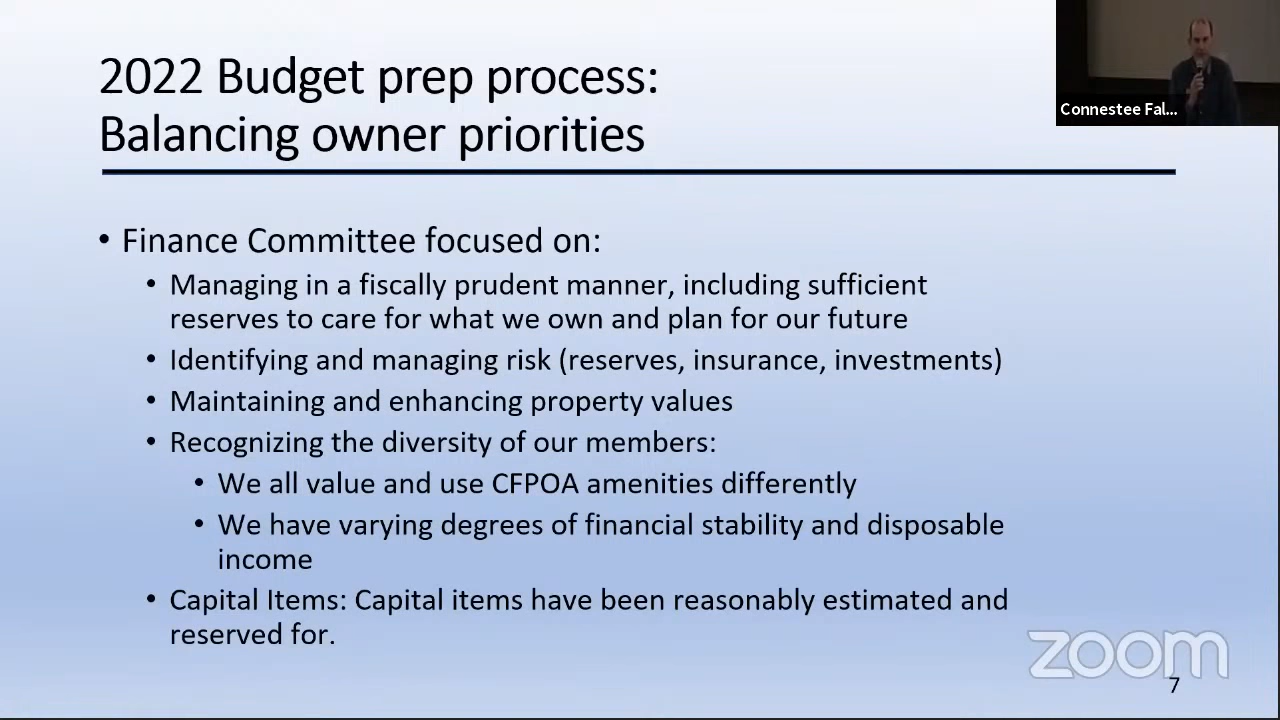 Connestee Fal...
2022 Budget prep process:
Balancing owner priorities
• Finance Committee focused on:
• Managing in a fiscally prudent manner, including sufficient
reserves to care for what we own and plan for our future
• Identifying and managing risk (reserves, insurance, investments)
• Maintaining and enhancing property values
• Recognizing the diversity of our members:
• We all value and use CFPOA amenities differently
• We have varying degrees of financial stability and disposable
income
• Capital Items: Capital items have been reasonably estimated and
reserved for.
zoom
7